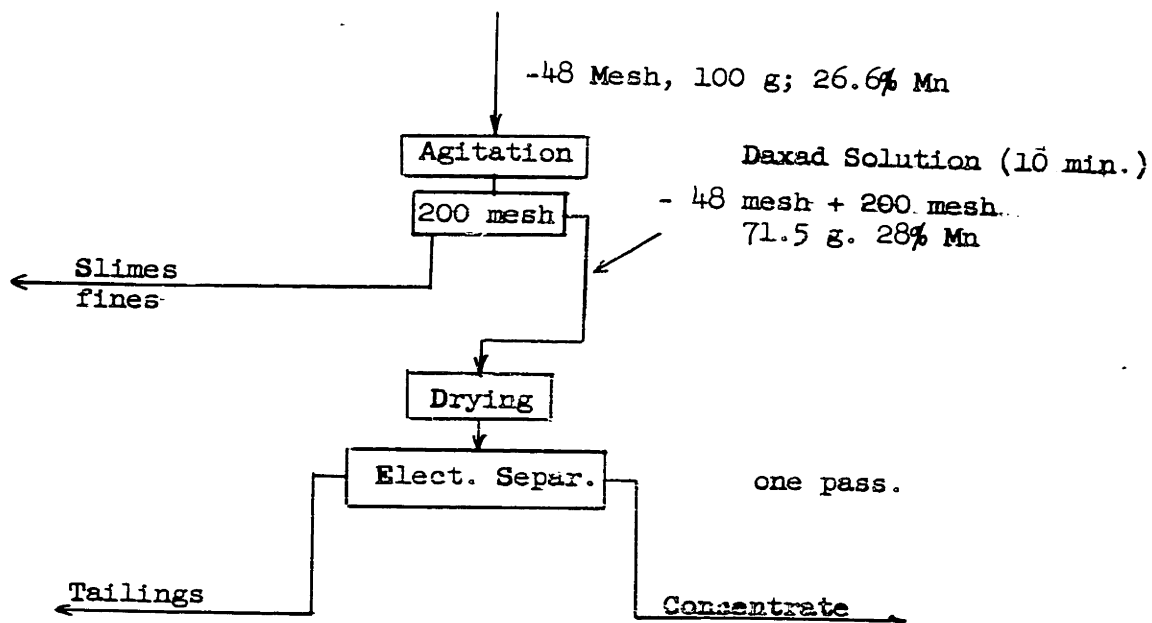 -48 Mesh, 100 g; 26.6% Mn
Agitation
Daxad Solution (10 min.)
200 mesh
- 48 mesh + 200 mesh
71.5 g. 28% Mn
Slimes
fines
Drying
Elect. Separ.
one pass.
Tailings
Concentrate